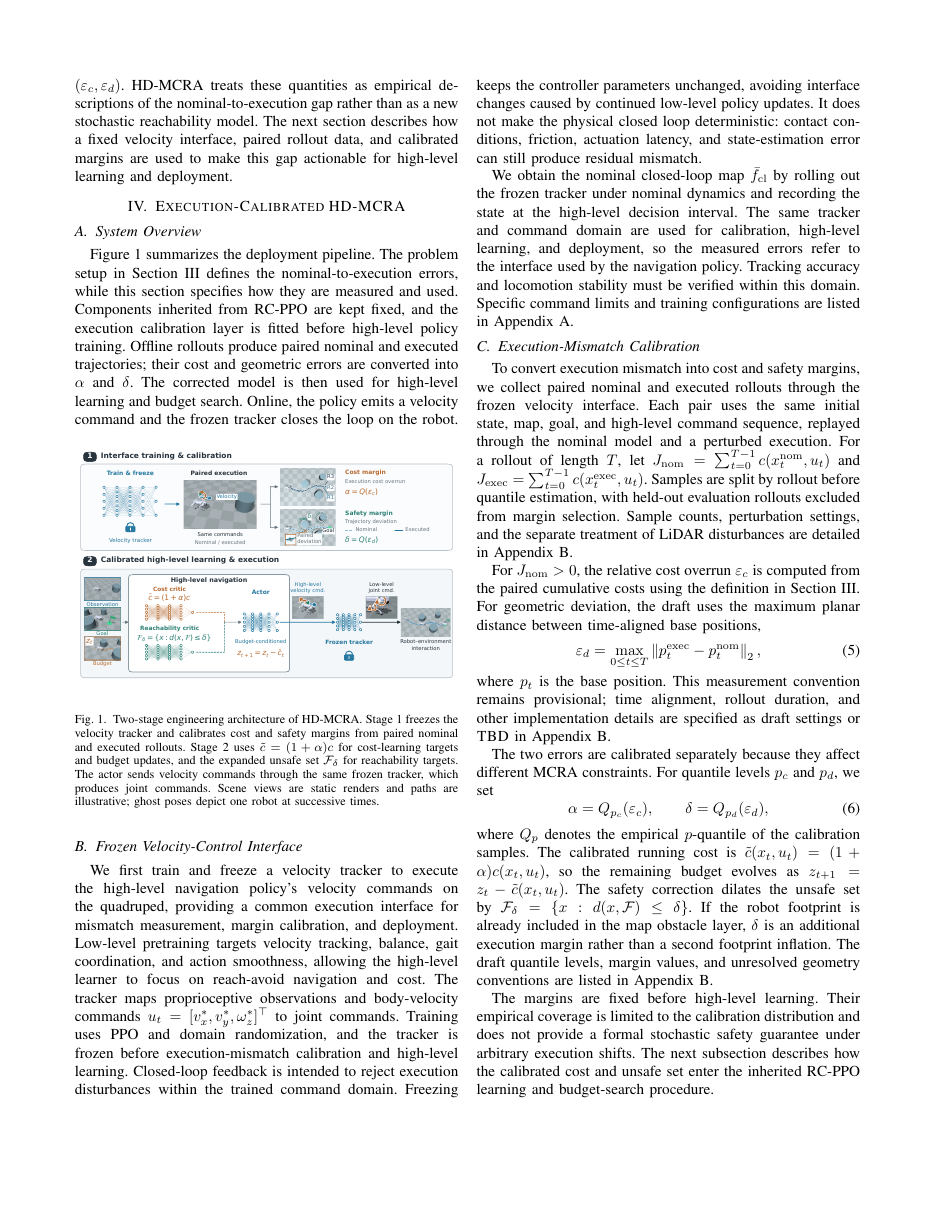 (εc, εd). HD-MCRA treats these quantities as empirical de-
scriptions of the nominal-to-execution gap rather than as a new
stochastic reachability model. The next section describes how
a fixed velocity interface, paired rollout data, and calibrated
margins are used to make this gap actionable for high-level
learning and deployment.
IV. EXECUTION-CALIBRATED HD-MCRA
A. System Overview
Figure 1 summarizes the deployment pipeline. The problem
setup in Section III defines the nominal-to-execution errors,
while this section specifies how they are measured and used.
Components inherited from RC-PPO are kept fixed, and the
execution calibration layer is fitted before high-level policy
training. Offline rollouts produce paired nominal and executed
trajectories; their cost and geometric errors are converted into
α and δ. The corrected model is then used for high-level
learning and budget search. Online, the policy emits a velocity
command and the frozen tracker closes the loop on the robot.
1 Interface training & calibration
Train & freeze
Velocity tracker
Paired execution
Velocity
Same commands
Nominal / executed
R3
R2
R1
Cost margin
Execution cost overrun
α = Q(εc)
Goal
Paired
deviation
Safety margin
Trajectory deviation
Nominal
Executed
δ = Q(εd)
2 Calibrated high-level learning & execution
Observation
Goal
zt
Budget
High-level navigation
Cost critic
c̃ = (1 + α)c
Reachability critic
Fδ = {x : d(x, F) ≤ δ}
Actor
Budget-conditioned
zt+1 = zt − c̃t
High-level
velocity cmd.
Frozen tracker
Low-level
joint cmd.
Robot–environment
interaction
Fig. 1. Two-stage engineering architecture of HD-MCRA. Stage 1 freezes the
velocity tracker and calibrates cost and safety margins from paired nominal
and executed rollouts. Stage 2 uses c̃ = (1 + α)c for cost-learning targets
and budget updates, and the expanded unsafe set Fδ for reachability targets.
The actor sends velocity commands through the same frozen tracker, which
produces joint commands. Scene views are static renders and paths are
illustrative; ghost poses depict one robot at successive times.
B. Frozen Velocity-Control Interface
We first train and freeze a velocity tracker to execute
the high-level navigation policy's velocity commands on
the quadruped, providing a common execution interface for
mismatch measurement, margin calibration, and deployment.
Low-level pretraining targets velocity tracking, balance, gait
coordination, and action smoothness, allowing the high-level
learner to focus on reach-avoid navigation and cost. The
tracker maps proprioceptive observations and body-velocity
commands ut = [v*x, v*y, ω*z]⊤ to joint commands. Training
uses PPO and domain randomization, and the tracker is
frozen before execution-mismatch calibration and high-level
learning. Closed-loop feedback is intended to reject execution
disturbances within the trained command domain. Freezing
keeps the controller parameters unchanged, avoiding interface
changes caused by continued low-level policy updates. It does
not make the physical closed loop deterministic: contact con-
ditions, friction, actuation latency, and state-estimation error
can still produce residual mismatch.
We obtain the nominal closed-loop map f̄cl by rolling out
the frozen tracker under nominal dynamics and recording the
state at the high-level decision interval. The same tracker
and command domain are used for calibration, high-level
learning, and deployment, so the measured errors refer to
the interface used by the navigation policy. Tracking accuracy
and locomotion stability must be verified within this domain.
Specific command limits and training configurations are listed
in Appendix A.
C. Execution-Mismatch Calibration
To convert execution mismatch into cost and safety margins,
we collect paired nominal and executed rollouts through the
frozen velocity interface. Each pair uses the same initial
state, map, goal, and high-level command sequence, replayed
through the nominal model and a perturbed execution. For
a rollout of length T, let Jnom = ∑T−1t=0 c(xnomt, ut) and
Jexec = ∑T−1t=0 c(xexect, ut). Samples are split by rollout before
quantile estimation, with held-out evaluation rollouts excluded
from margin selection. Sample counts, perturbation settings,
and the separate treatment of LiDAR disturbances are detailed
in Appendix B.
For Jnom > 0, the relative cost overrun εc is computed from
the paired cumulative costs using the definition in Section III.
For geometric deviation, the draft uses the maximum planar
distance between time-aligned base positions,
εd = max0≤t≤T ‖pexect − pnomt‖2 , (5)
where pt is the base position. This measurement convention
remains provisional; time alignment, rollout duration, and
other implementation details are specified as draft settings or
TBD in Appendix B.
The two errors are calibrated separately because they affect
different MCRA constraints. For quantile levels pc and pd, we
set
α = Qpc(εc), δ = Qpd(εd), (6)
where Qp denotes the empirical p-quantile of the calibration
samples. The calibrated running cost is c̃(xt, ut) = (1 +
α)c(xt, ut), so the remaining budget evolves as zt+1 =
zt − c̃(xt, ut). The safety correction dilates the unsafe set
by Fδ = {x : d(x, F) ≤ δ}. If the robot footprint is
already included in the map obstacle layer, δ is an additional
execution margin rather than a second footprint inflation. The
draft quantile levels, margin values, and unresolved geometry
conventions are listed in Appendix B.
The margins are fixed before high-level learning. Their
empirical coverage is limited to the calibration distribution and
does not provide a formal stochastic safety guarantee under
arbitrary execution shifts. The next subsection describes how
the calibrated cost and unsafe set enter the inherited RC-PPO
learning and budget-search procedure.